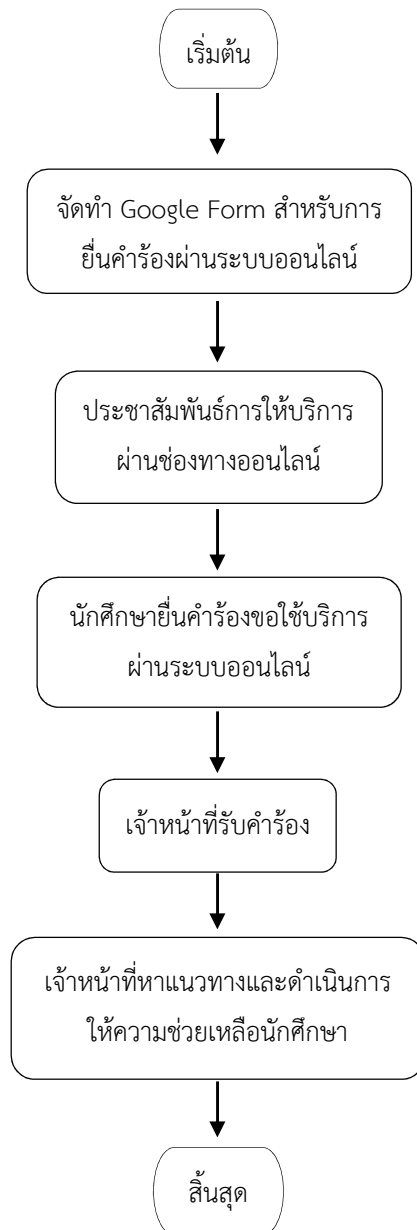 เริ่มต้น
จัดทำ Google Form สำหรับการ
ยื่นคำร้องผ่านระบบออนไลน์
ประชาสัมพันธ์การให้บริการ
ผ่านช่องทางออนไลน์
นักศึกษายื่นคำร้องขอใช้บริการ
ผ่านระบบออนไลน์
เจ้าหน้าที่รับคำร้อง
เจ้าหน้าที่หาแนวทางและดำเนินการ
ให้ความช่วยเหลือนักศึกษา
สิ้นสุด